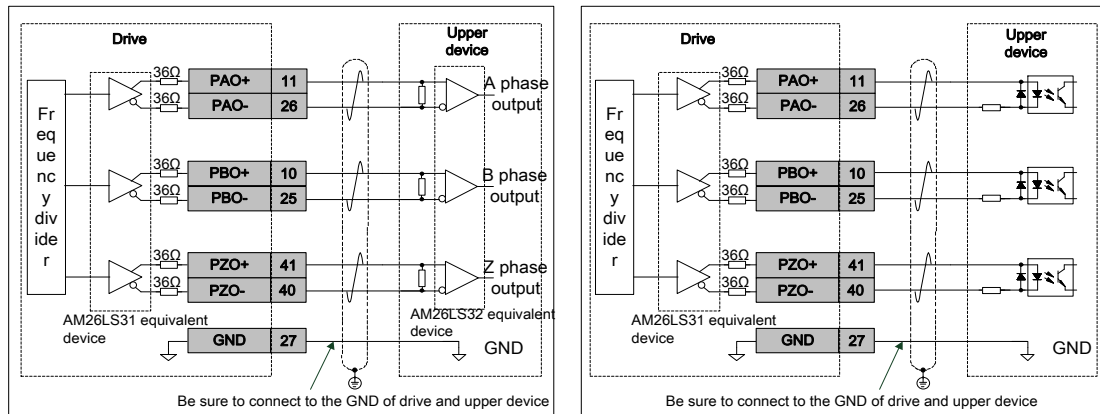 Drive
Upper
device
Fr
eq
ue
nc
y d
ivi
de
r
36Ω
PAO+ 11
A phase
36Ω
PAO- 26
output
36Ω
PBO+ 10
B phase
36Ω
PBO- 25
output
36Ω
PZO+ 41
Z phase
36Ω
PZO- 40
output
AM26LS31 equivalent
device
AM26LS32 equivalent
device
GND 27
GND
Be sure to connect to the GND of drive and upper device
Drive
Upper
device
Fr
eq
ue
nc
y d
ivi
de
r
36Ω
PAO+ 11
36Ω
PAO- 26
36Ω
PBO+ 10
36Ω
PBO- 25
36Ω
PZO+ 41
36Ω
PZO- 40
AM26LS31 equivalent
device
GND 27
GND
Be sure to connect to the GND of drive and upper device